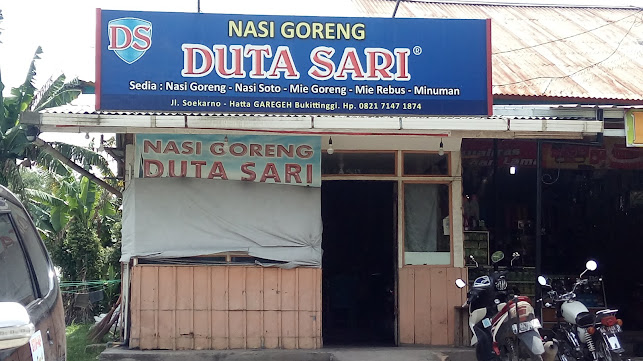 DS
NASI GORENG
DUTA SARI®
Sedia : Nasi Goreng - Nasi Soto - Mie Goreng - Mie Rebus - Minuman
Jl. Soekarno - Hatta GAREGEH Bukittinggi. Hp. 0821 7147 1874
NASI GORENG
DUTA SARI